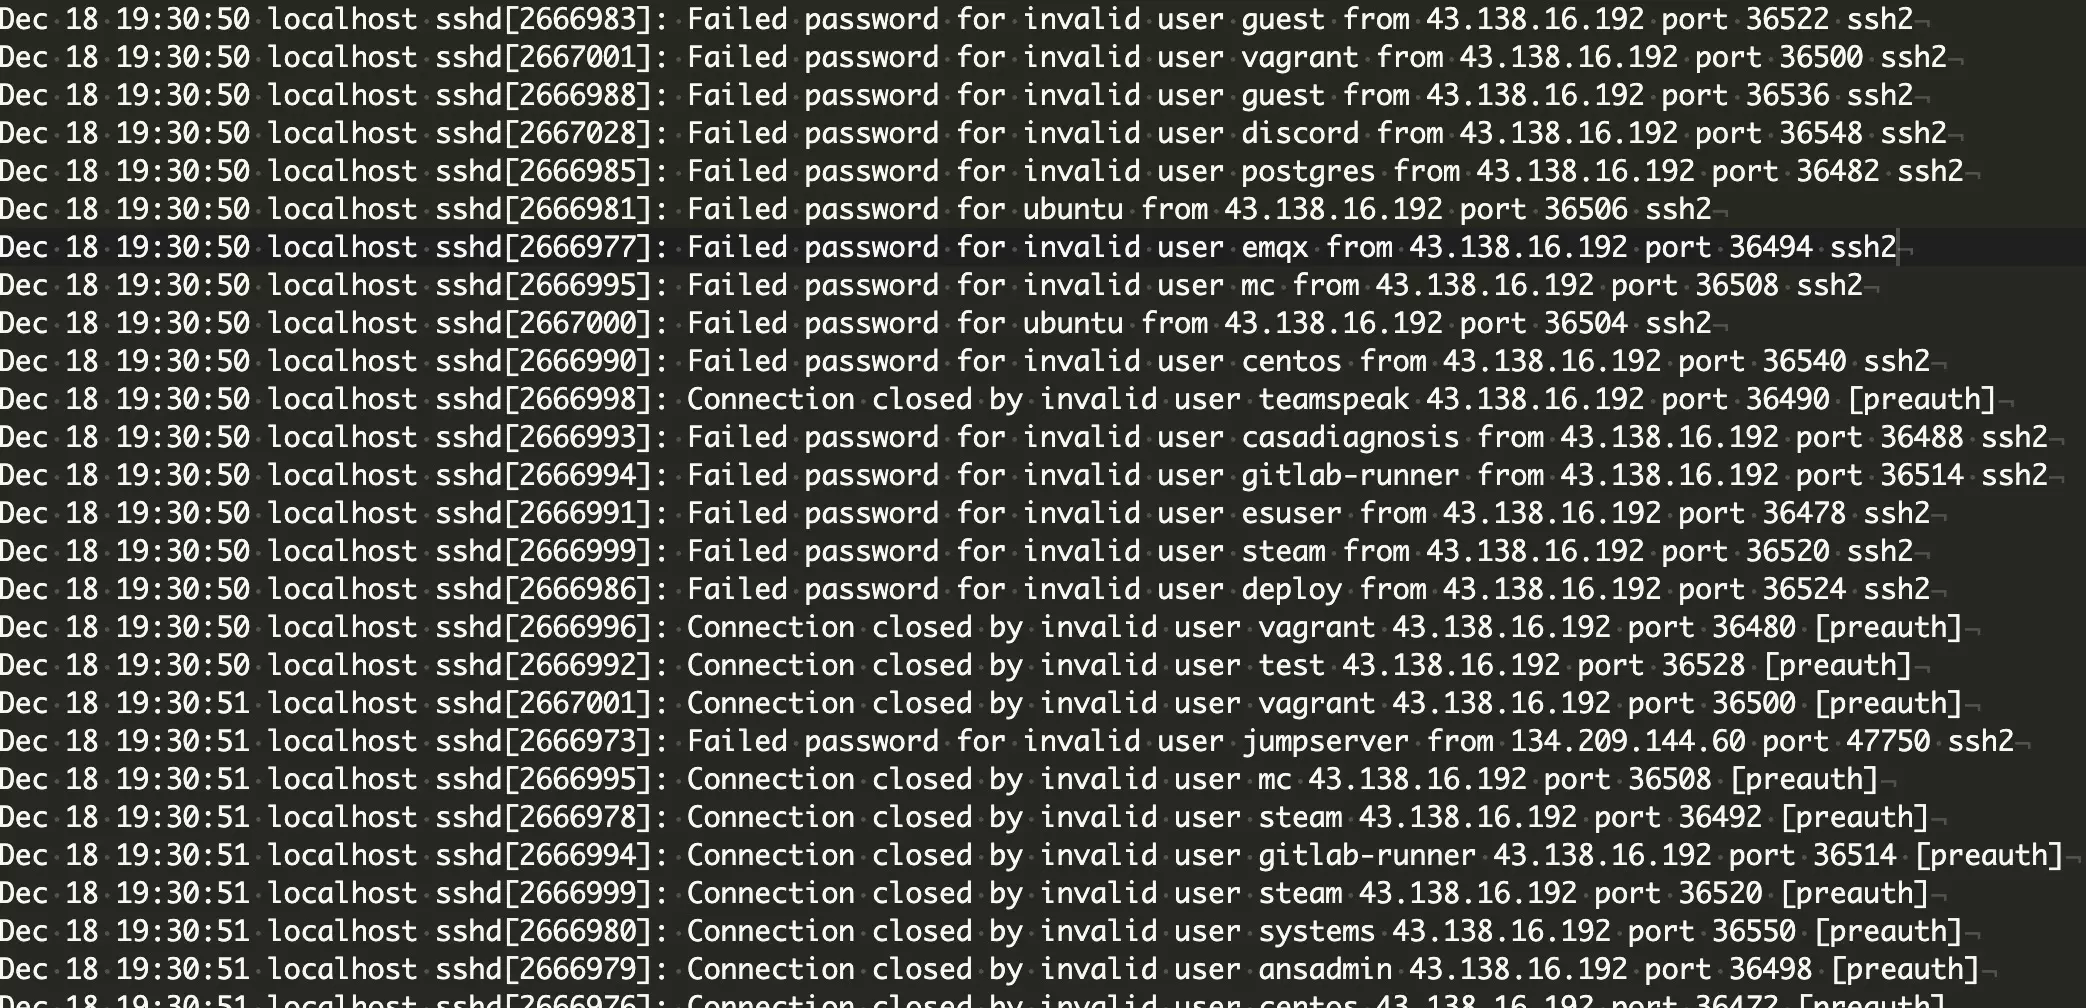 Dec 18 19:30:50 localhost sshd[2666983]: Failed password for invalid user guest from 43.138.16.192 port 36522 ssh2
Dec 18 19:30:50 localhost sshd[2667001]: Failed password for invalid user vagrant from 43.138.16.192 port 36500 ssh2
Dec 18 19:30:50 localhost sshd[2666988]: Failed password for invalid user guest from 43.138.16.192 port 36536 ssh2
Dec 18 19:30:50 localhost sshd[2667028]: Failed password for invalid user discord from 43.138.16.192 port 36548 ssh2
Dec 18 19:30:50 localhost sshd[2666985]: Failed password for invalid user postgres from 43.138.16.192 port 36482 ssh2
Dec 18 19:30:50 localhost sshd[2666981]: Failed password for ubuntu from 43.138.16.192 port 36506 ssh2
Dec 18 19:30:50 localhost sshd[2666977]: Failed password for invalid user emqx from 43.138.16.192 port 36494 ssh2
Dec 18 19:30:50 localhost sshd[2666995]: Failed password for invalid user mc from 43.138.16.192 port 36508 ssh2
Dec 18 19:30:50 localhost sshd[2667000]: Failed password for ubuntu from 43.138.16.192 port 36504 ssh2
Dec 18 19:30:50 localhost sshd[2666990]: Failed password for invalid user centos from 43.138.16.192 port 36540 ssh2
Dec 18 19:30:50 localhost sshd[2666998]: Connection closed by invalid user teamspeak 43.138.16.192 port 36490 [preauth]
Dec 18 19:30:50 localhost sshd[2666993]: Failed password for invalid user casadiagnosis from 43.138.16.192 port 36488 ssh2
Dec 18 19:30:50 localhost sshd[2666994]: Failed password for invalid user gitlab-runner from 43.138.16.192 port 36514 ssh2
Dec 18 19:30:50 localhost sshd[2666991]: Failed password for invalid user esuser from 43.138.16.192 port 36478 ssh2
Dec 18 19:30:50 localhost sshd[2666999]: Failed password for invalid user steam from 43.138.16.192 port 36520 ssh2
Dec 18 19:30:50 localhost sshd[2666986]: Failed password for invalid user deploy from 43.138.16.192 port 36524 ssh2
Dec 18 19:30:50 localhost sshd[2666996]: Connection closed by invalid user vagrant 43.138.16.192 port 36480 [preauth]
Dec 18 19:30:50 localhost sshd[2666992]: Connection closed by invalid user test 43.138.16.192 port 36528 [preauth]
Dec 18 19:30:51 localhost sshd[2667001]: Connection closed by invalid user vagrant 43.138.16.192 port 36500 [preauth]
Dec 18 19:30:51 localhost sshd[2666973]: Failed password for invalid user jumpserver from 134.209.144.60 port 47750 ssh2
Dec 18 19:30:51 localhost sshd[2666995]: Connection closed by invalid user mc 43.138.16.192 port 36508 [preauth]
Dec 18 19:30:51 localhost sshd[2666978]: Connection closed by invalid user steam 43.138.16.192 port 36492 [preauth]
Dec 18 19:30:51 localhost sshd[2666994]: Connection closed by invalid user gitlab-runner 43.138.16.192 port 36514 [preauth]
Dec 18 19:30:51 localhost sshd[2666999]: Connection closed by invalid user steam 43.138.16.192 port 36520 [preauth]
Dec 18 19:30:51 localhost sshd[2666980]: Connection closed by invalid user systems 43.138.16.192 port 36550 [preauth]
Dec 18 19:30:51 localhost sshd[2666979]: Connection closed by invalid user ansadmin 43.138.16.192 port 36498 [preauth]
Dec 18 19:30:51 localhost sshd[2666976]: Connection closed by invalid user centos 43.138.16.192 port 36472 [preauth]